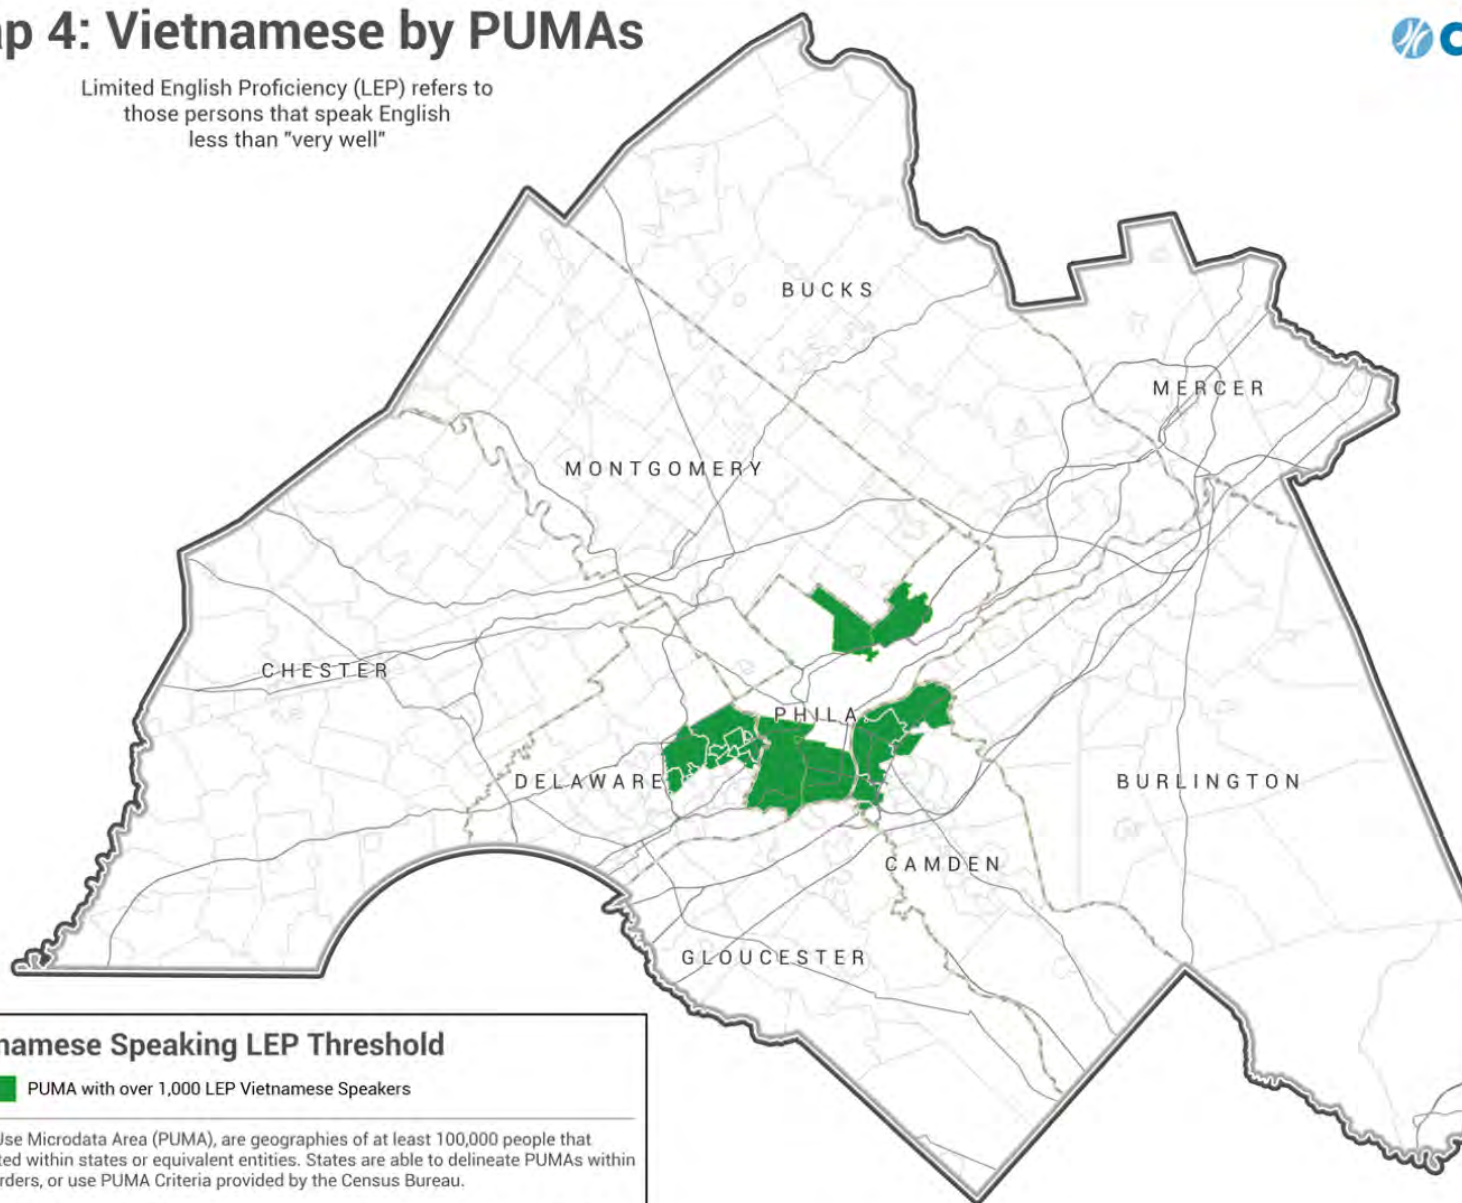 ap 4: Vietnamese by PUMAs
Limited English Proficiency (LEP) refers to
those persons that speak English
less than "very well"
BUCKS
MERCER
MONTGOMERY
CHESTER
PHILA
DELAWARE
BURLINGTON
CAMDEN
GLOUCESTER
namese Speaking LEP Threshold
PUMA with over 1,000 LEP Vietnamese Speakers
Use Microdata Area (PUMA), are geographies of at least 100,000 people that
ted within states or equivalent entities. States are able to delineate PUMAs within
rders, or use PUMA Criteria provided by the Census Bureau.